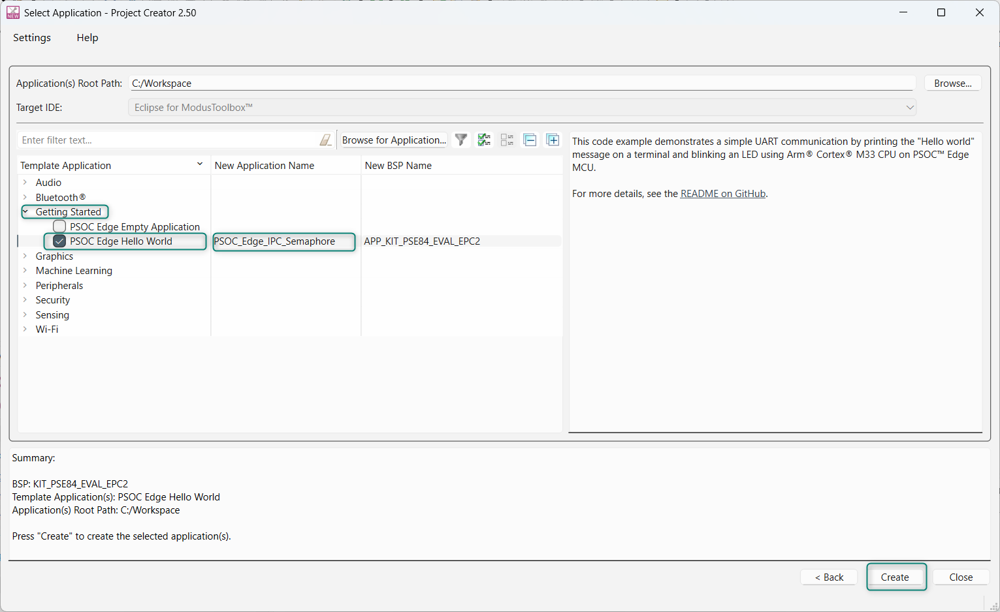 NEW
Select Application - Project Creator 2.50
Settings Help
Application(s) Root Path: C:/Workspace Browse...
Target IDE: Eclipse for ModusToolbox™
Enter filter text... Browse for Application...
Template Application New Application Name New BSP Name
Audio
Bluetooth®
Getting Started
PSOC Edge Empty Application
PSOC Edge Hello World PSOC_Edge_IPC_Semaphore APP_KIT_PSE84_EVAL_EPC2
Graphics
Machine Learning
Peripherals
Security
Sensing
Wi-Fi
This code example demonstrates a simple UART communication by printing the "Hello world"
message on a terminal and blinking an LED using Arm® Cortex® M33 CPU on PSOC™ Edge
MCU.
For more details, see the README on GitHub.
Summary:
BSP: KIT_PSE84_EVAL_EPC2
Template Application(s): PSOC Edge Hello World
Application(s) Root Path: C:/Workspace
Press "Create" to create the selected application(s).
< Back Create Close